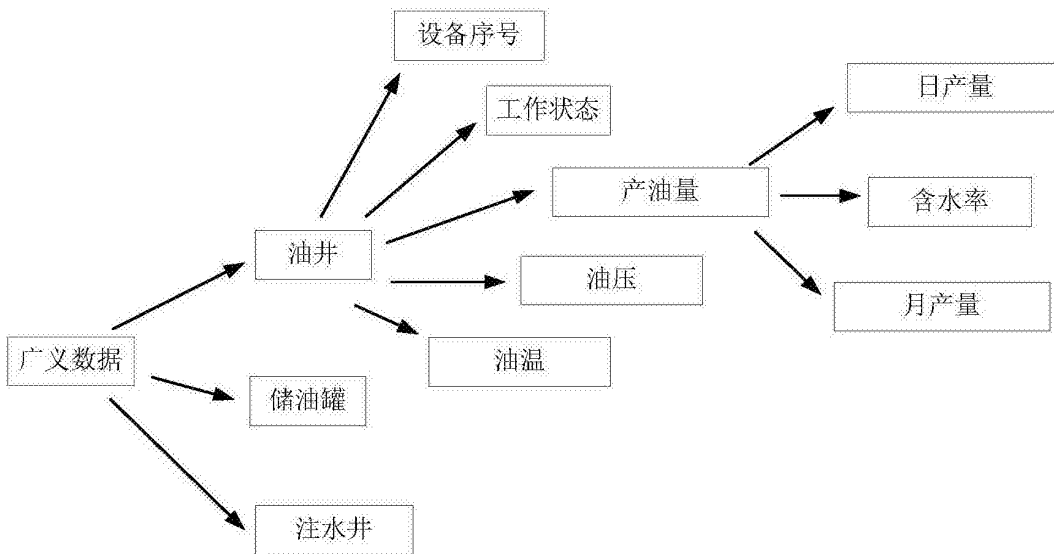 设备序号
工作状态
日产量
产油量
含水率
油井
油压
月产量
广义数据
油温
储油罐
注水井